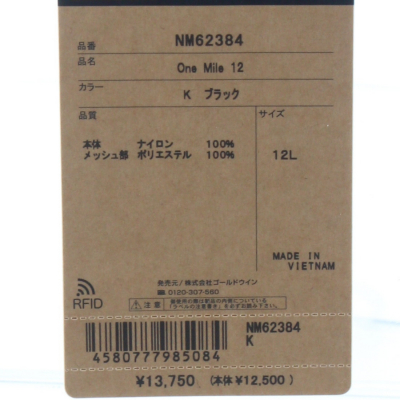 品番 NM62384
品名 One Mile 12
カラー K ブラック
品質
サイズ
本体 ナイロン 100%
メッシュ部 ポリエステル 100%
12L
MADE IN
VIETNAM
RFID
発売元/株式会社ゴールドウイン
☎0120-307-560
⚠注意
NM62384
K
4580777985084
¥13,750 (本体¥12,500)